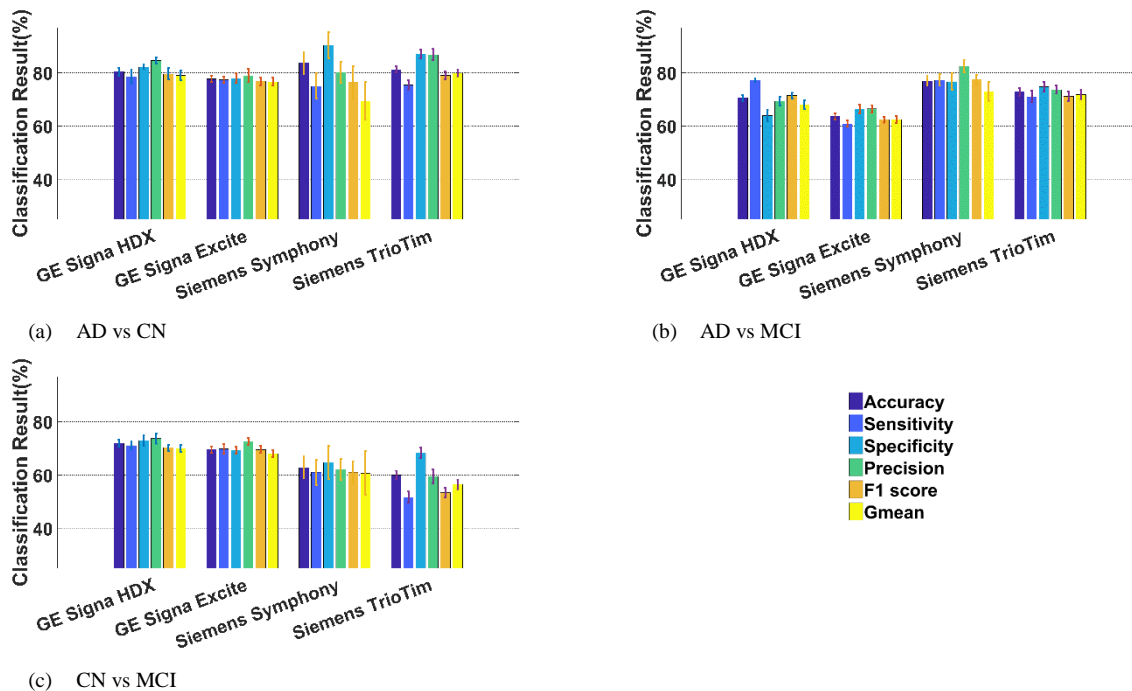 Classification Result(%)
80
60
40
GE Signa HDX
GE Signa Excite
Siemens Symphony
Siemens TrioTim
(a) AD vs CN
Classification Result(%)
80
60
40
GE Signa HDX
GE Signa Excite
Siemens Symphony
Siemens TrioTim
(b) AD vs MCI
Classification Result(%)
80
60
40
GE Signa HDX
GE Signa Excite
Siemens Symphony
Siemens TrioTim
(c) CN vs MCI
Accuracy
Sensitivity
Specificity
Precision
F1 score
Gmean